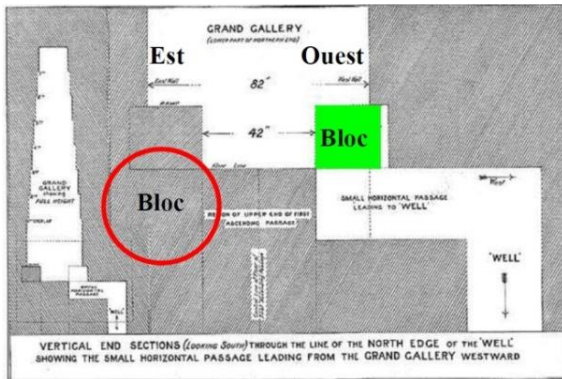 GRAND GALLERY
(LOWER PART OF NORTHERN END)
Est Ouest
East Wall West Wall
82"
42"
Bloc
Floor Line
Bloc
GRAND GALLERY
showing
FULL HEIGHT
REGION OF UPPER END OF FIRST
ASCENDING PASSAGE
SMALL HORIZONTAL PASSAGE
LEADING TO 'WELL'
West
'WELL'
SMALL HORIZONTAL
PASSAGE
'WELL'
VERTICAL END SECTIONS (LOOKING SOUTH) THROUGH THE LINE OF THE NORTH EDGE OF THE 'WELL'
SHOWING THE SMALL HORIZONTAL PASSAGE LEADING FROM THE GRAND GALLERY WESTWARD